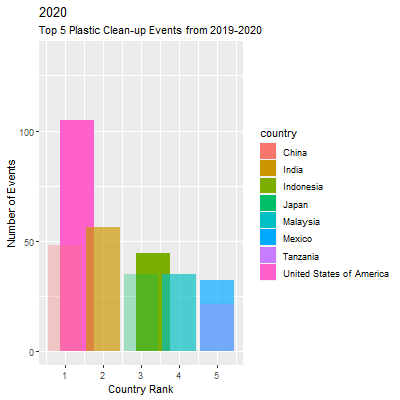 2020
Top 5 Plastic Clean-up Events from 2019-2020
Number of Events
100
50
0
1 2 3 4 5
Country Rank
country
China
India
Indonesia
Japan
Malaysia
Mexico
Tanzania
United States of America